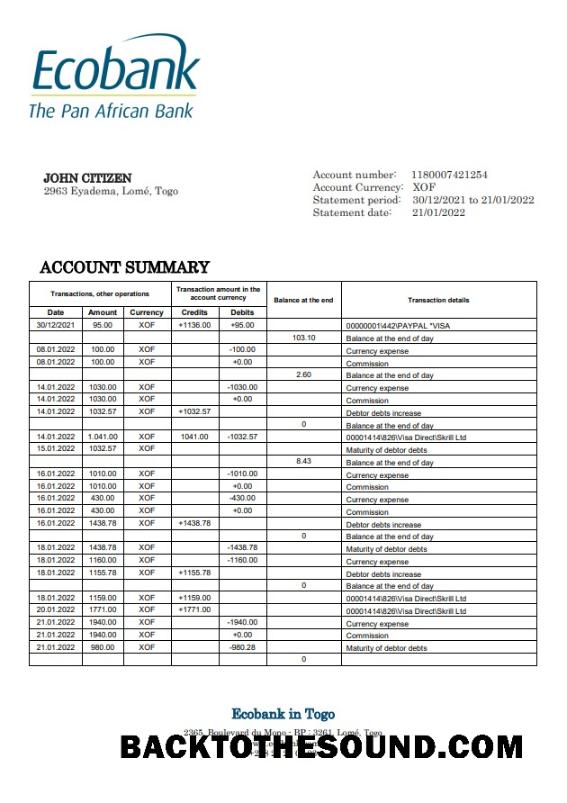 Ecobank
The Pan African Bank
JOHN CITIZEN
2963 Eyadema, Lomé, Togo
Account number: 1180007421254
Account Currency: XOF
Statement period: 30/12/2021 to 21/01/2022
Statement date: 21/01/2022
ACCOUNT SUMMARY
Transactions, other operations Transaction amount in the account currency Balance at the end Transaction details
Date Amount Currency Credits Debits
30/12/2021 95.00 XOF +1136.00 +95.00 00000001\442\PAYPAL *VISA
103.10 Balance at the end of day
08.01.2022 100.00 XOF -100.00 Currency expense
08.01.2022 100.00 XOF +0.00 Commission
2.60 Balance at the end of day
14.01.2022 1030.00 XOF -1030.00 Currency expense
14.01.2022 1030.00 XOF +0.00 Commission
14.01.2022 1032.57 XOF +1032.57 Debtor debts increase
0 Balance at the end of day
14.01.2022 1.041.00 XOF 1041.00 -1032.57 00001414\826\Visa Direct\Skrill Ltd
15.01.2022 1032.57 XOF Maturity of debtor debts
8.43 Balance at the end of day
16.01.2022 1010.00 XOF -1010.00 Currency expense
16.01.2022 1010.00 XOF +0.00 Commission
16.01.2022 430.00 XOF -430.00 Currency expense
16.01.2022 430.00 XOF +0.00 Commission
16.01.2022 1438.78 XOF +1438.78 Debtor debts increase
0 Balance at the end of day
18.01.2022 1438.78 XOF -1438.78 Maturity of debtor debts
18.01.2022 1160.00 XOF -1160.00 Currency expense
18.01.2022 1155.78 XOF +1155.78 Debtor debts increase
0 Balance at the end of day
18.01.2022 1159.00 XOF +1159.00 00001414\826\Visa Direct\Skrill Ltd
20.01.2022 1771.00 XOF +1771.00 00001414\826\Visa Direct\Skrill Ltd
21.01.2022 1940.00 XOF -1940.00 Currency expense
21.01.2022 1940.00 XOF +0.00 Commission
21.01.2022 980.00 XOF -980.28 Maturity of debtor debts
0
Ecobank in Togo
2365, Boulevard du Mono - BP : 3261, Lomé, Togo
BACKTOTHESOUND.COM